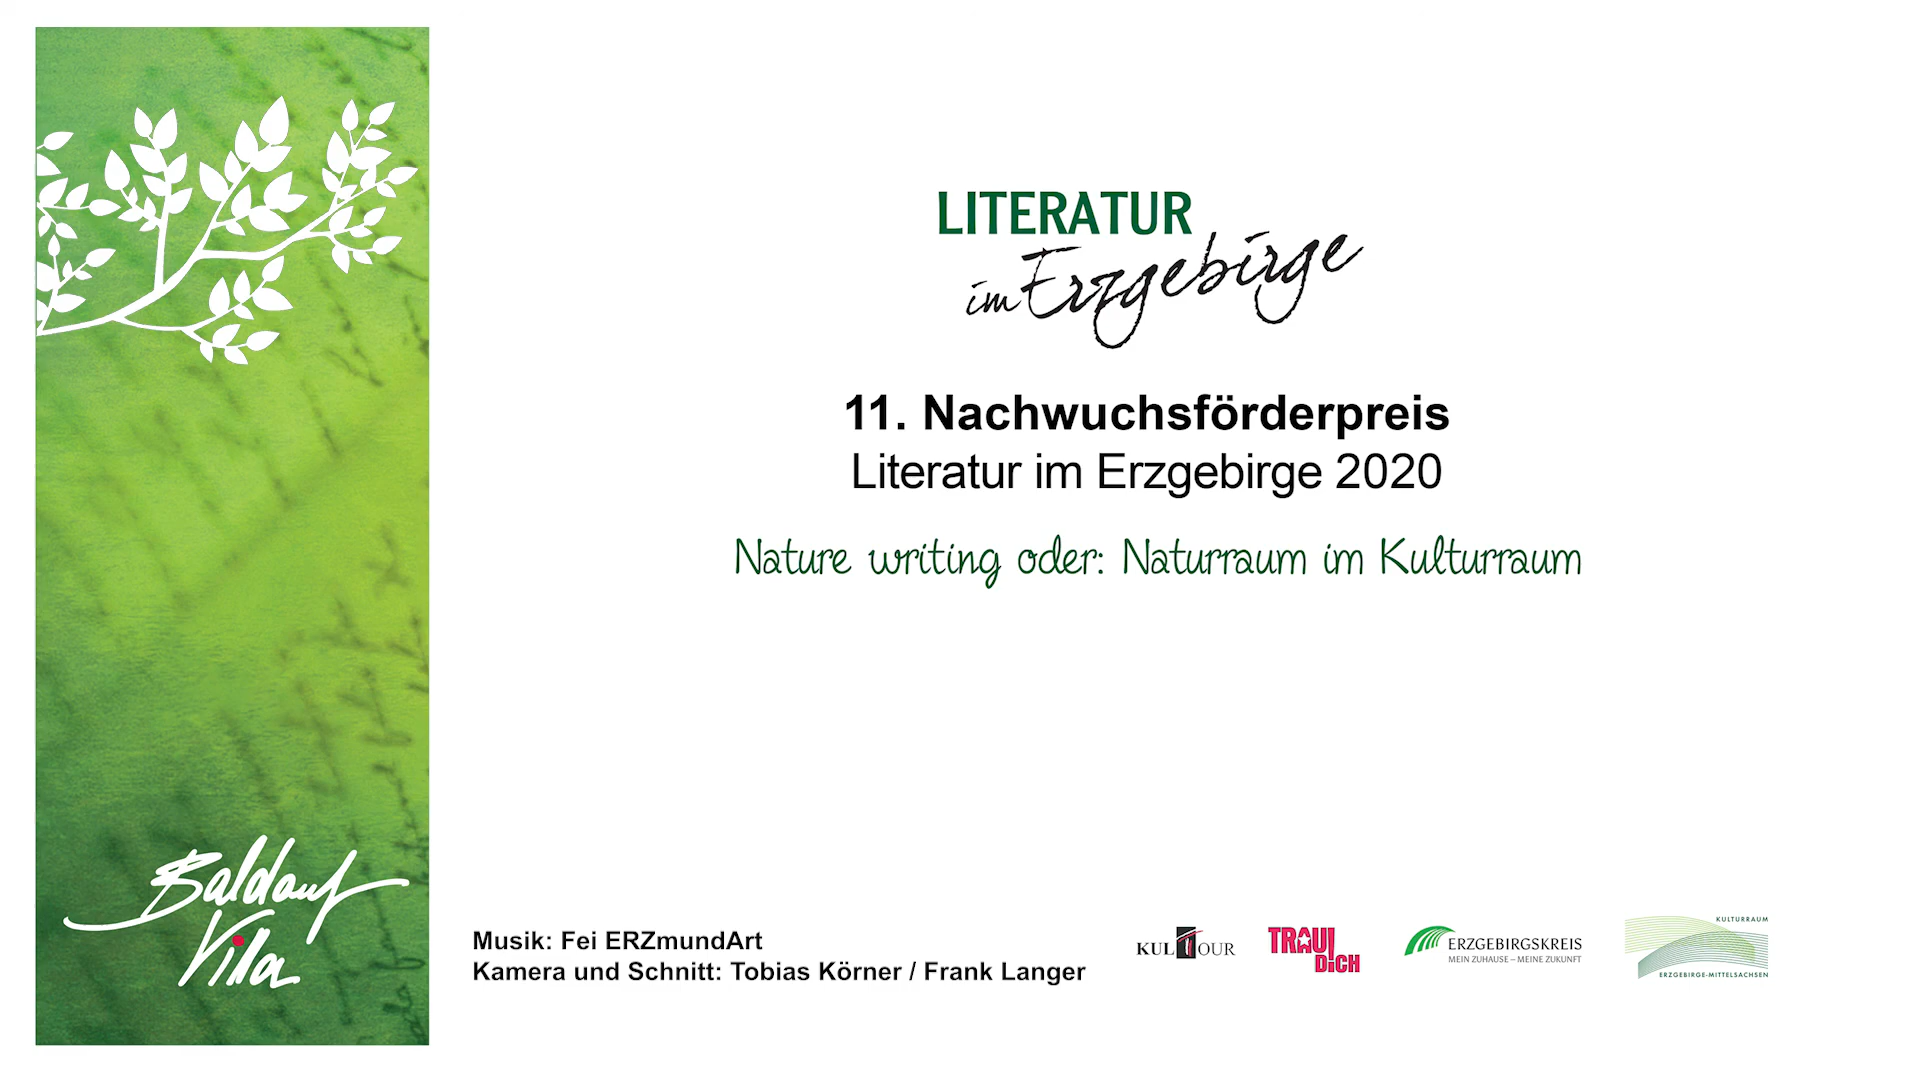 LITERATUR
im Erzgebirge
11. Nachwuchsförderpreis
Literatur im Erzgebirge 2020
Nature writing oder: Naturraum im Kulturraum
Baldauf
Villa
Musik: Fei ERZmundArt
Kamera und Schnitt: Tobias Körner / Frank Langer
KULTOUR
TRAU!
DiCH
ERZGEBIRGSKREIS
MEIN ZUHAUSE – MEINE ZUKUNFT
KULTURRAUM
ERZGEBIRGE-MITTELSACHSEN